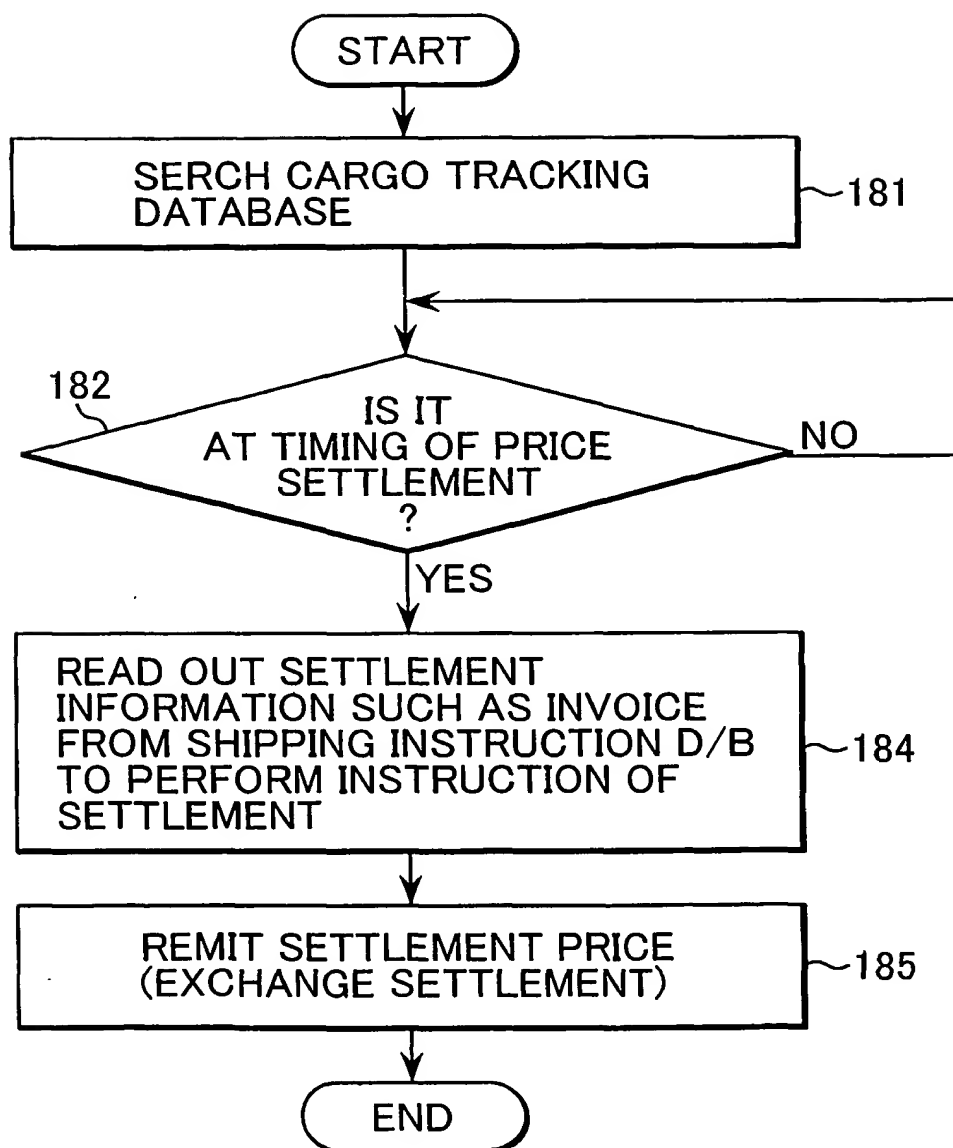 START
SERCH CARGO TRACKING
DATABASE
181
182
IS IT
AT TIMING OF PRICE
SETTLEMENT
?
NO
YES
READ OUT SETTLEMENT
INFORMATION SUCH AS INVOICE
FROM SHIPPING INSTRUCTION D/B
TO PERFORM INSTRUCTION OF
SETTLEMENT
184
REMIT SETTLEMENT PRICE
(EXCHANGE SETTLEMENT)
185
END